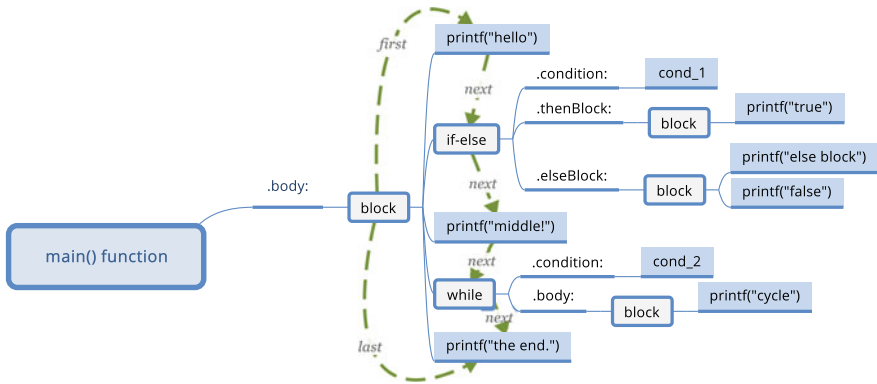 main() function
.body:
block
first
last
printf("hello")
next
if-else
.condition:
cond_1
.thenBlock:
block
printf("true")
.elseBlock:
block
printf("else block")
printf("false")
next
printf("middle!")
next
while
.condition:
cond_2
.body:
block
printf("cycle")
next
printf("the end.")